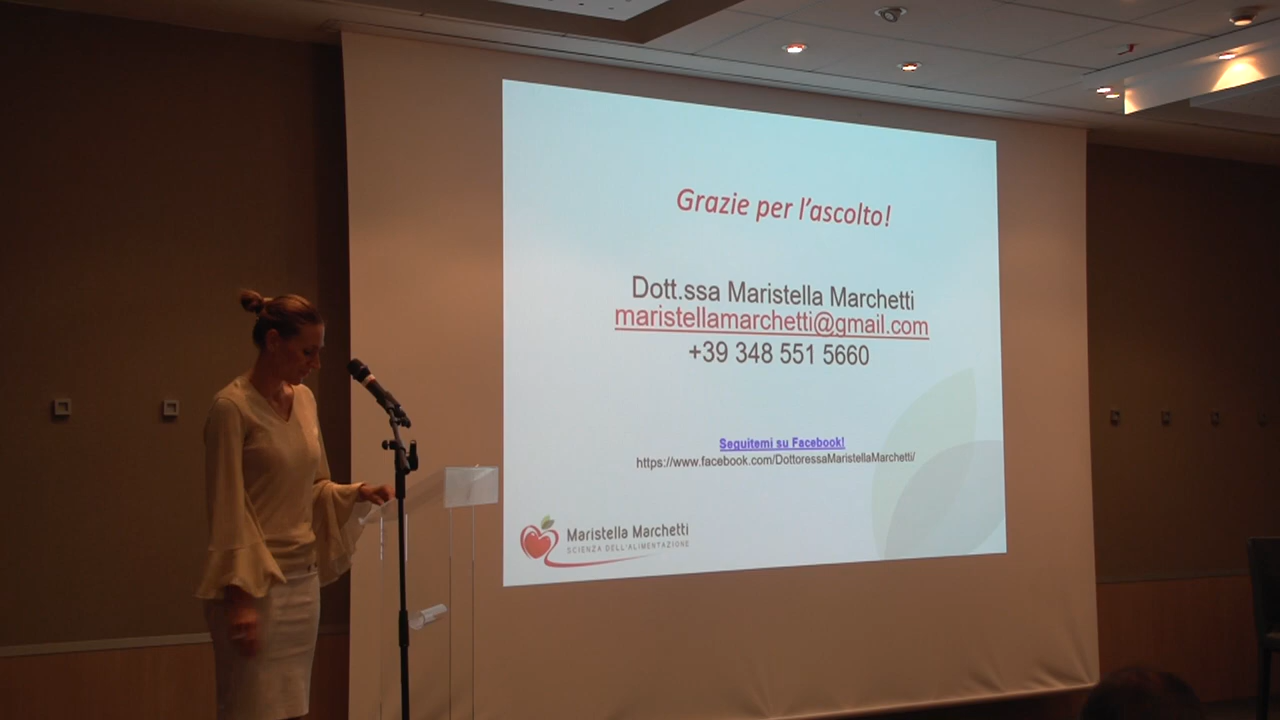 Grazie per l'ascolto!
Dott.ssa Maristella Marchetti
maristellamarchetti@gmail.com
+39 348 551 5660
Seguitemi su Facebook!
https://www.facebook.com/DottoressaMaristellaMarchetti/
Maristella Marchetti
SCIENZA DELL'ALIMENTAZIONE